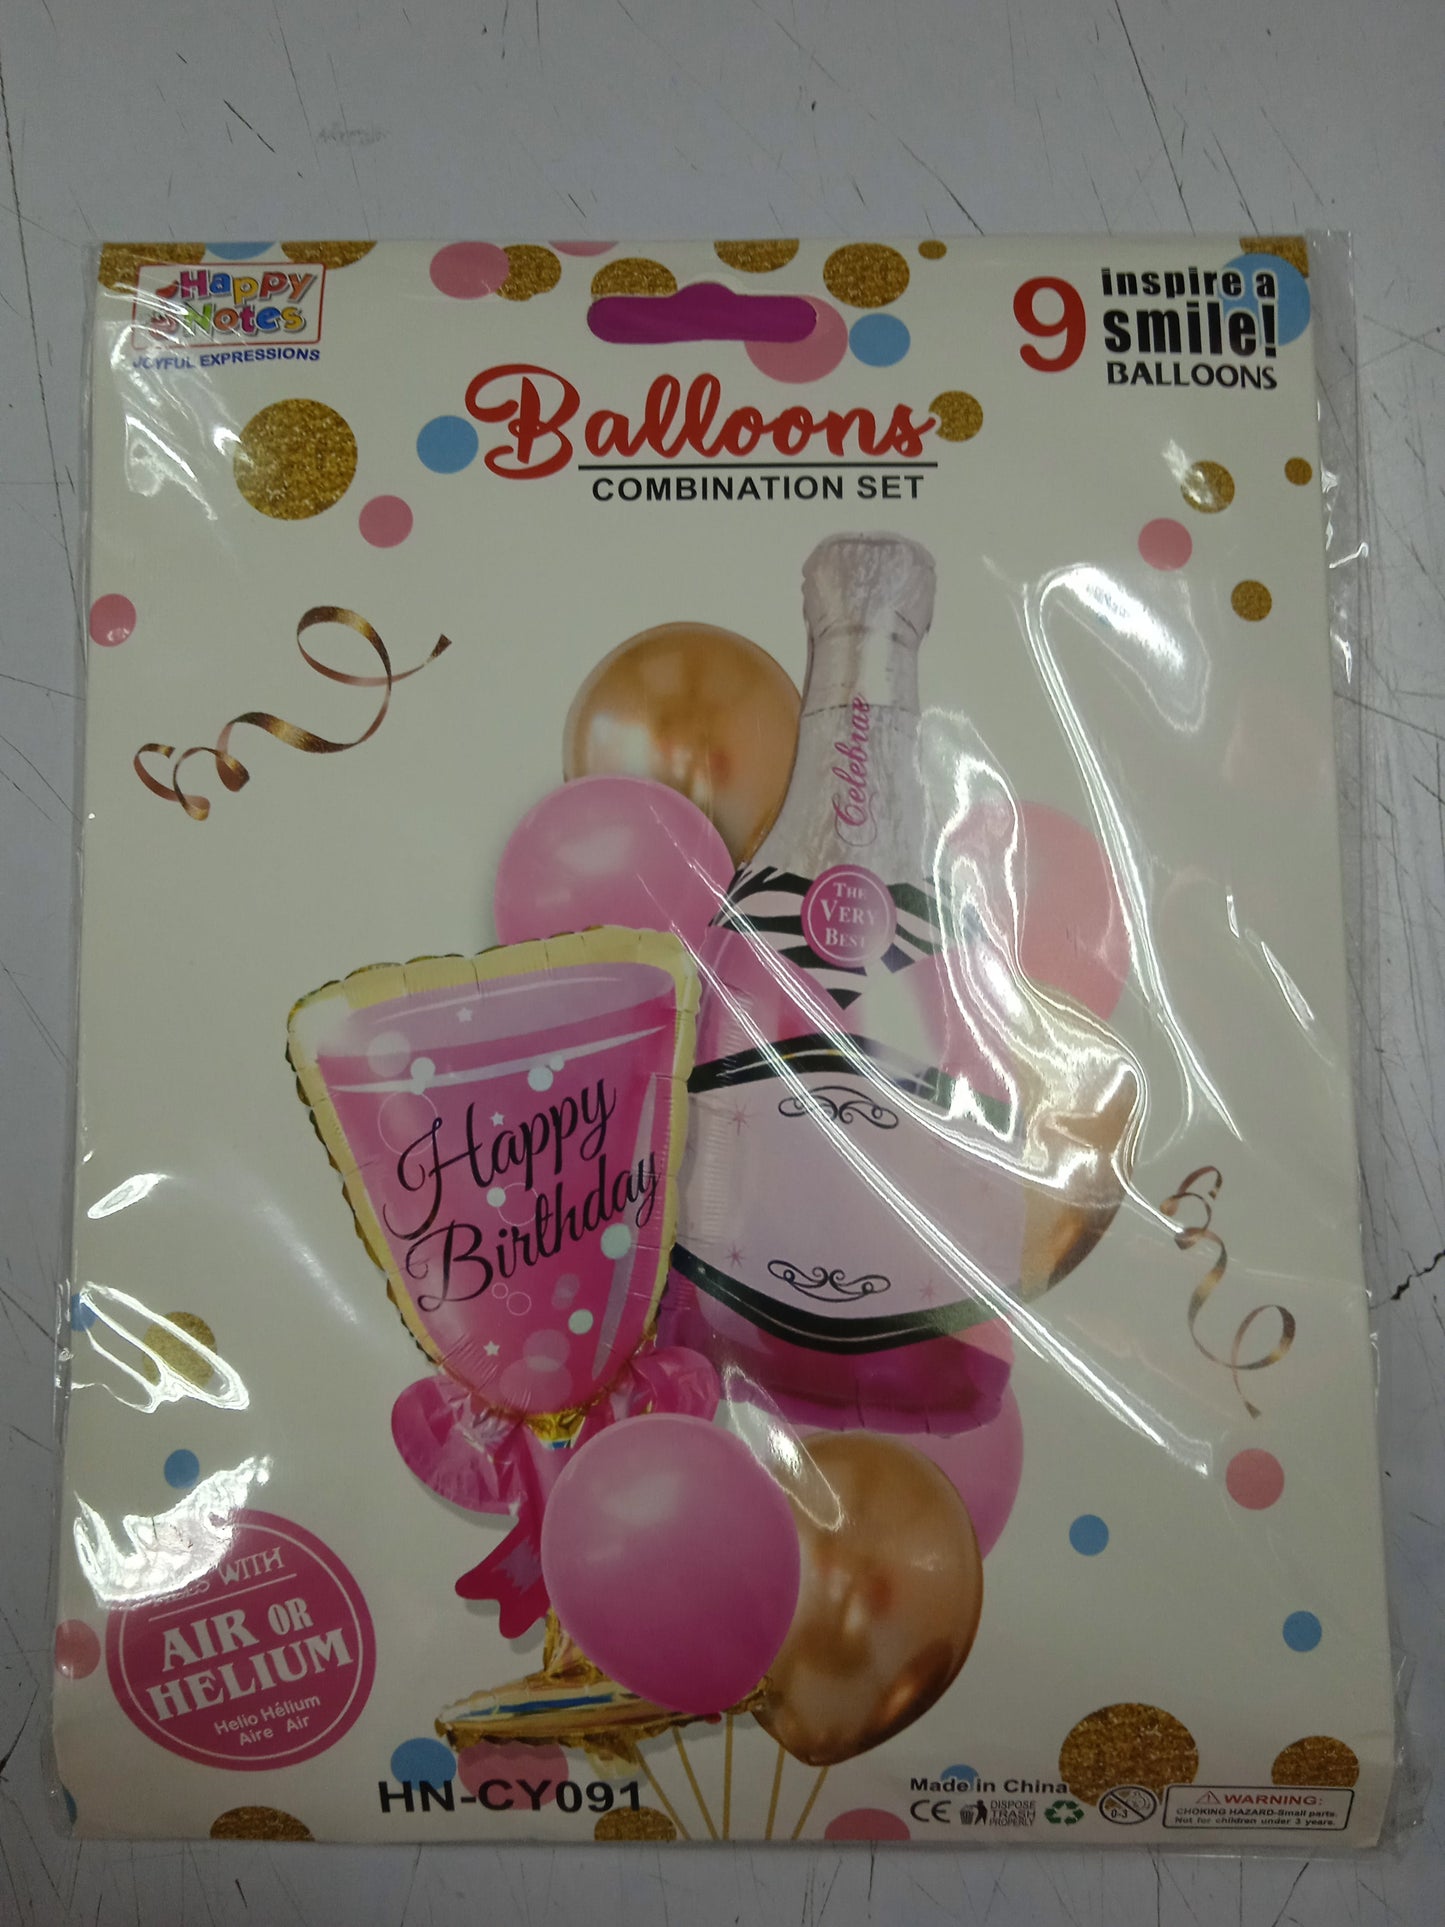 Happy
Notes
JOYFUL EXPRESSIONS
9
inspire a
smile!
BALLOONS
Balloons
COMBINATION SET
Celebrate
THE
VERY
BEST
Happy
Birthday
WITH
AIR OR
HELIUM
Helio Hélium
Aire Air
HN-CY091
Made in China
CE
DISPOSE
TRASH
PROPERLY
0-3
WARNING:
CHOKING HAZARD-Small parts.
Not for children under 3 years.